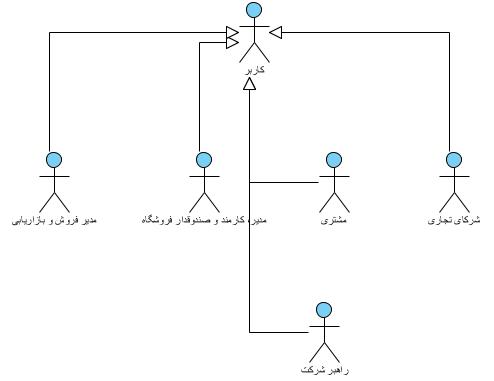 کاربر
مدیر فروش و بازاریابی
مدیر، کارمند و صندوقدار فروشگاه
مشتری
شرکای تجاری
راهبر شرکت